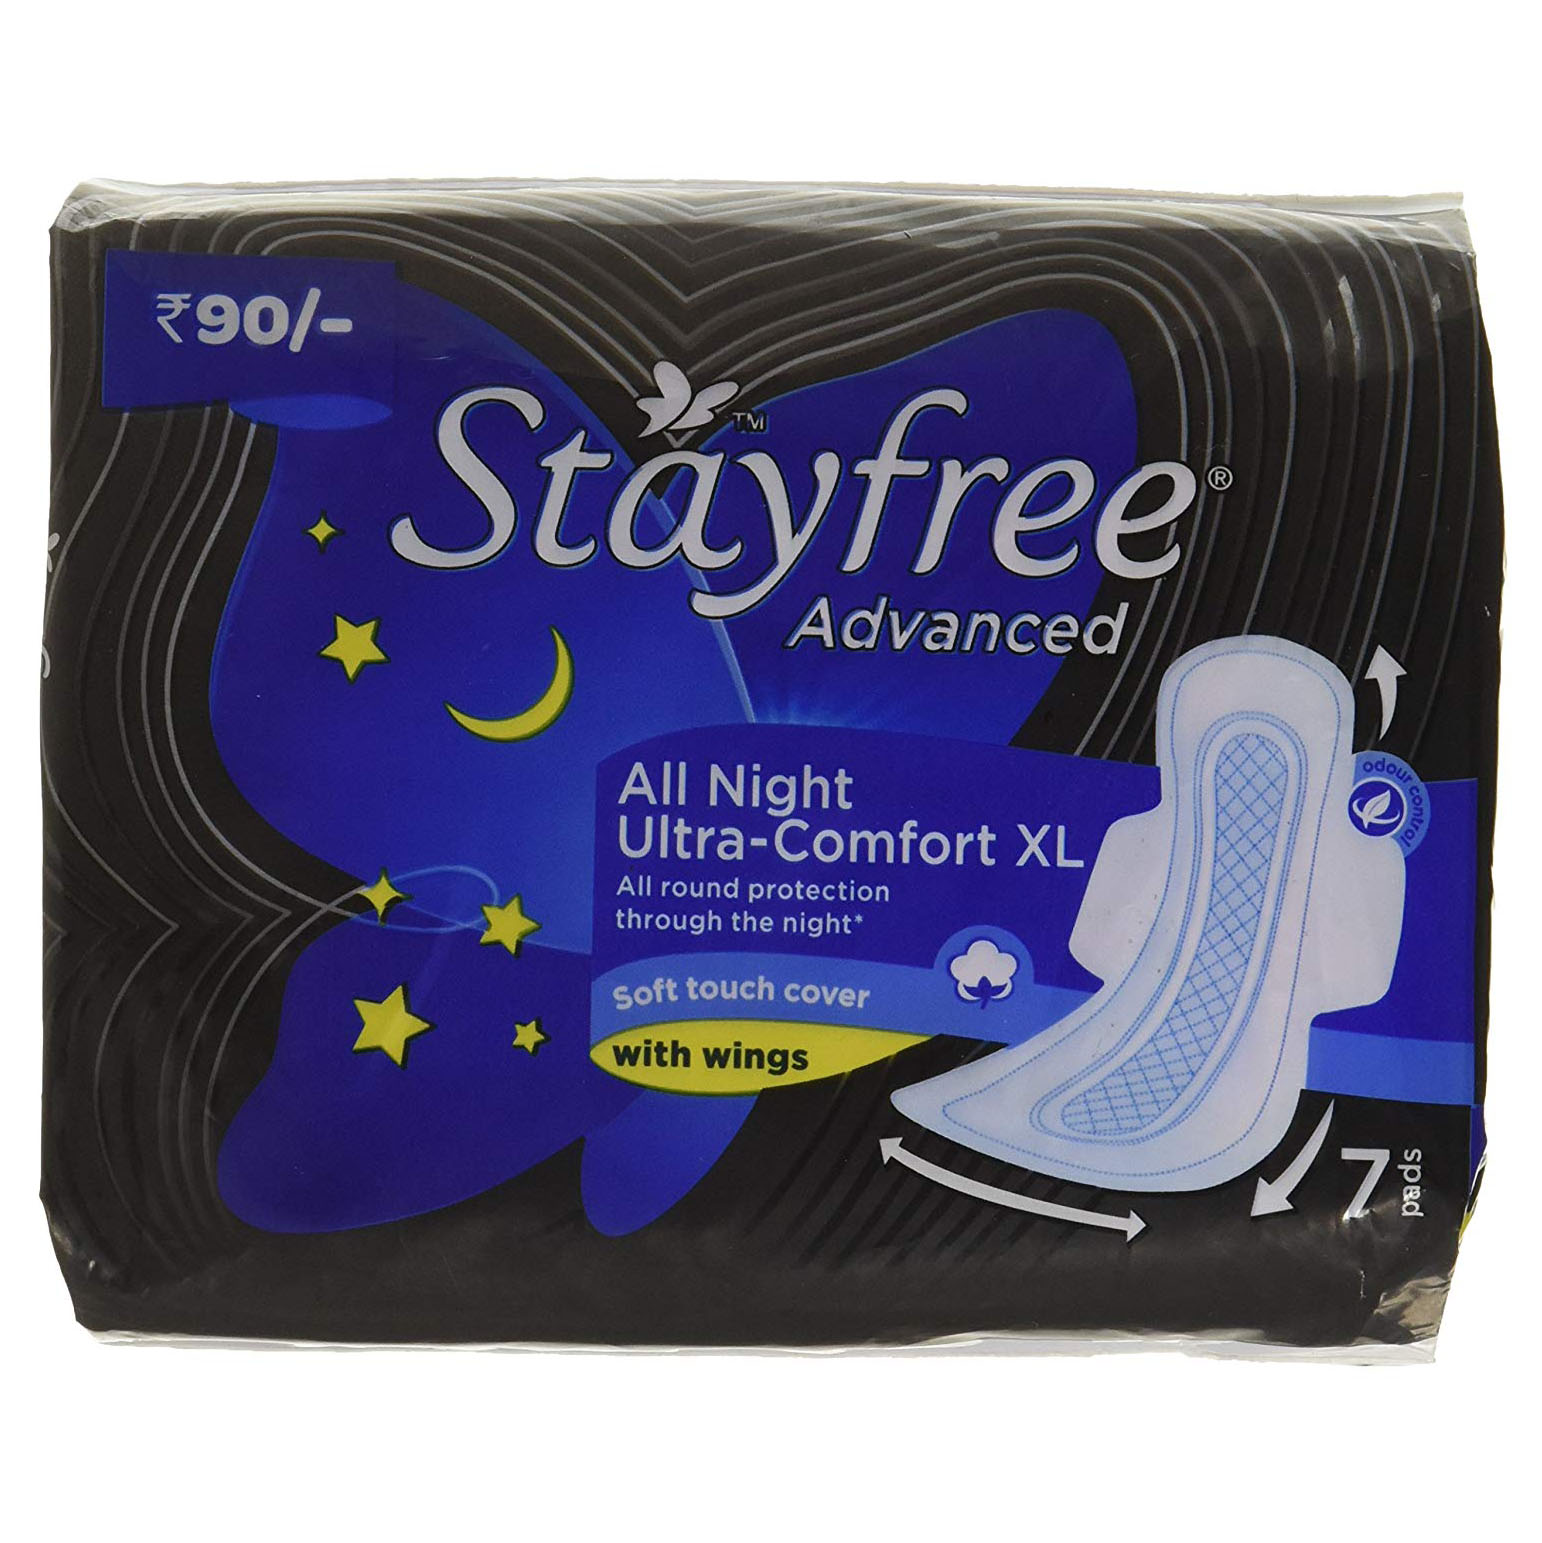 ₹90/-
Stayfree®
TM
Advanced
All Night
Ultra-Comfort XL
All round protection
through the night*
Soft touch cover
with wings
odour control
7 pads